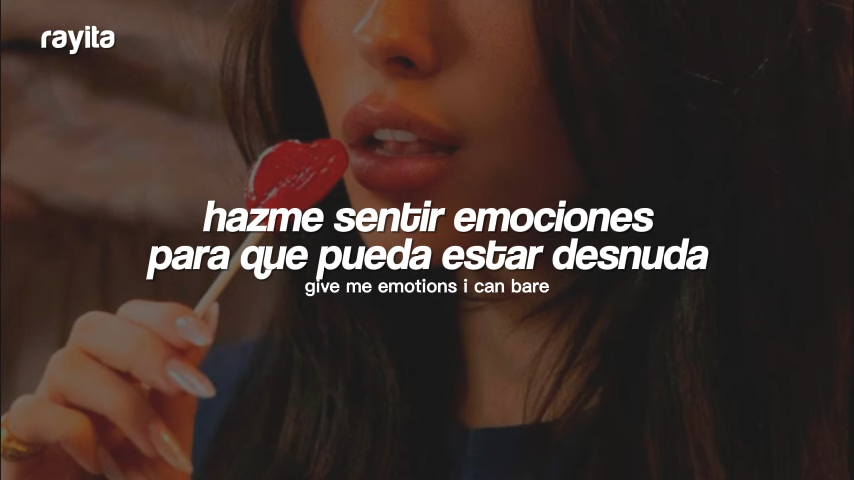 rayita
hazme sentir emociones
para que pueda estar desnuda
give me emotions i can bare